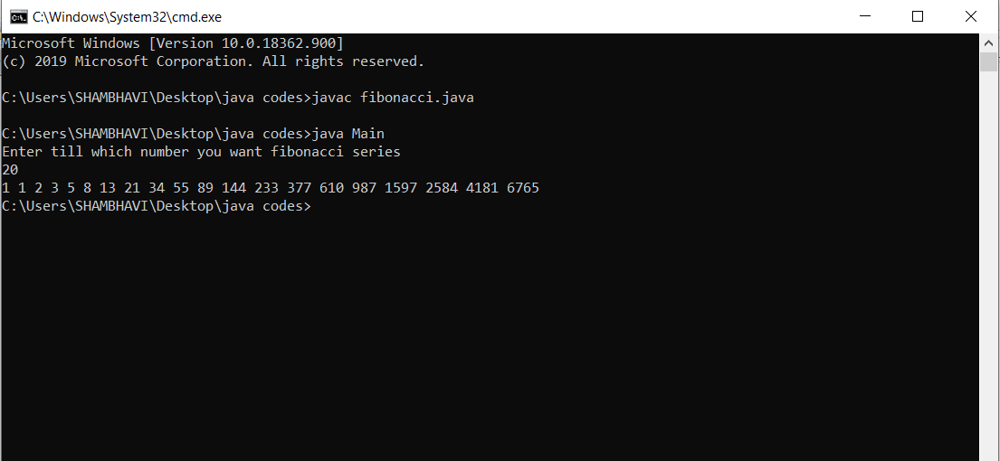 C:\Windows\System32\cmd.exe
Microsoft Windows [Version 10.0.18362.900]
(c) 2019 Microsoft Corporation. All rights reserved.
C:\Users\SHAMBHAVI\Desktop\java codes>javac fibonacci.java
C:\Users\SHAMBHAVI\Desktop\java codes>java Main
Enter till which number you want fibonacci series
20
1 1 2 3 5 8 13 21 34 55 89 144 233 377 610 987 1597 2584 4181 6765
C:\Users\SHAMBHAVI\Desktop\java codes>